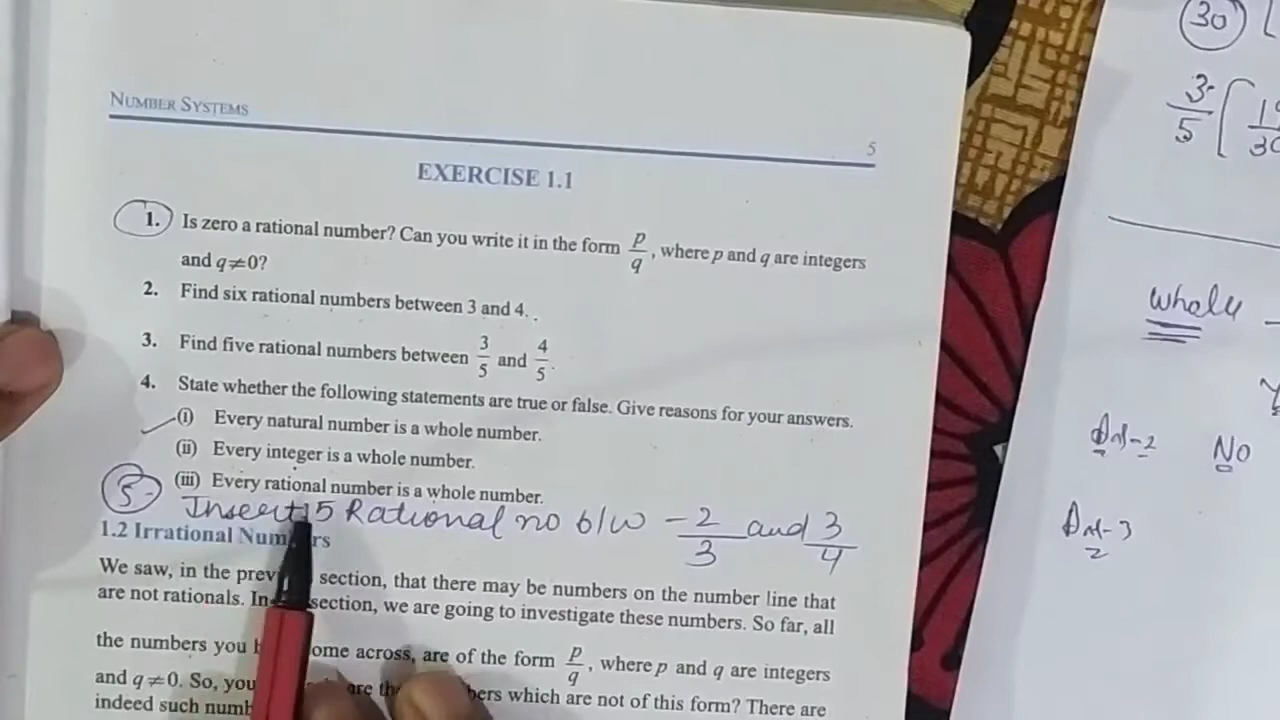 NUMBER SYSTEMS 5
EXERCISE 1.1
1. Is zero a rational number? Can you write it in the form p/q, where p and q are integers
and q≠0?
2. Find six rational numbers between 3 and 4.
3. Find five rational numbers between 3/5 and 4/5.
4. State whether the following statements are true or false. Give reasons for your answers.
(i) Every natural number is a whole number.
(ii) Every integer is a whole number.
(iii) Every rational number is a whole number.
5. Insert 15 Rational no b/w -2/3 and 3/4
1.2 Irrational Numbers
We saw, in the section, that there may be numbers on the number line that
are not rationals. In section, we are going to investigate these numbers. So far, all
the numbers you come across, are of the form p/q, where p and q are integers
and q≠0. So, you are which are not of this form? There are
indeed such
30
3/5 [
whole
Ans-2 No
Ans-3